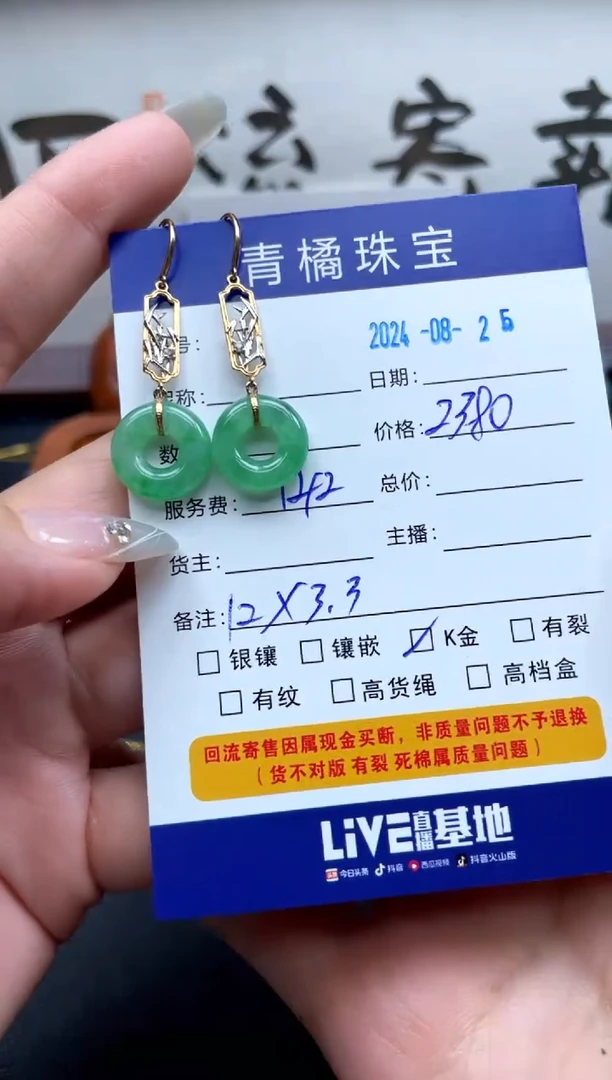 寄卖
青橘珠宝
号:
2024-08-25
称:
日期:
数
价格:2380
服务费:142
总价:
货主:
主播:
备注:12X3.3
银镶 镶嵌 K金 有裂
有纹 高货绳 高档盒
回流寄售因属现金买断,非质量问题不予退换
(货不对版 有裂 死棉属质量问题)
LiVE直播基地
今日头条 抖音 西瓜视频 抖音火山版